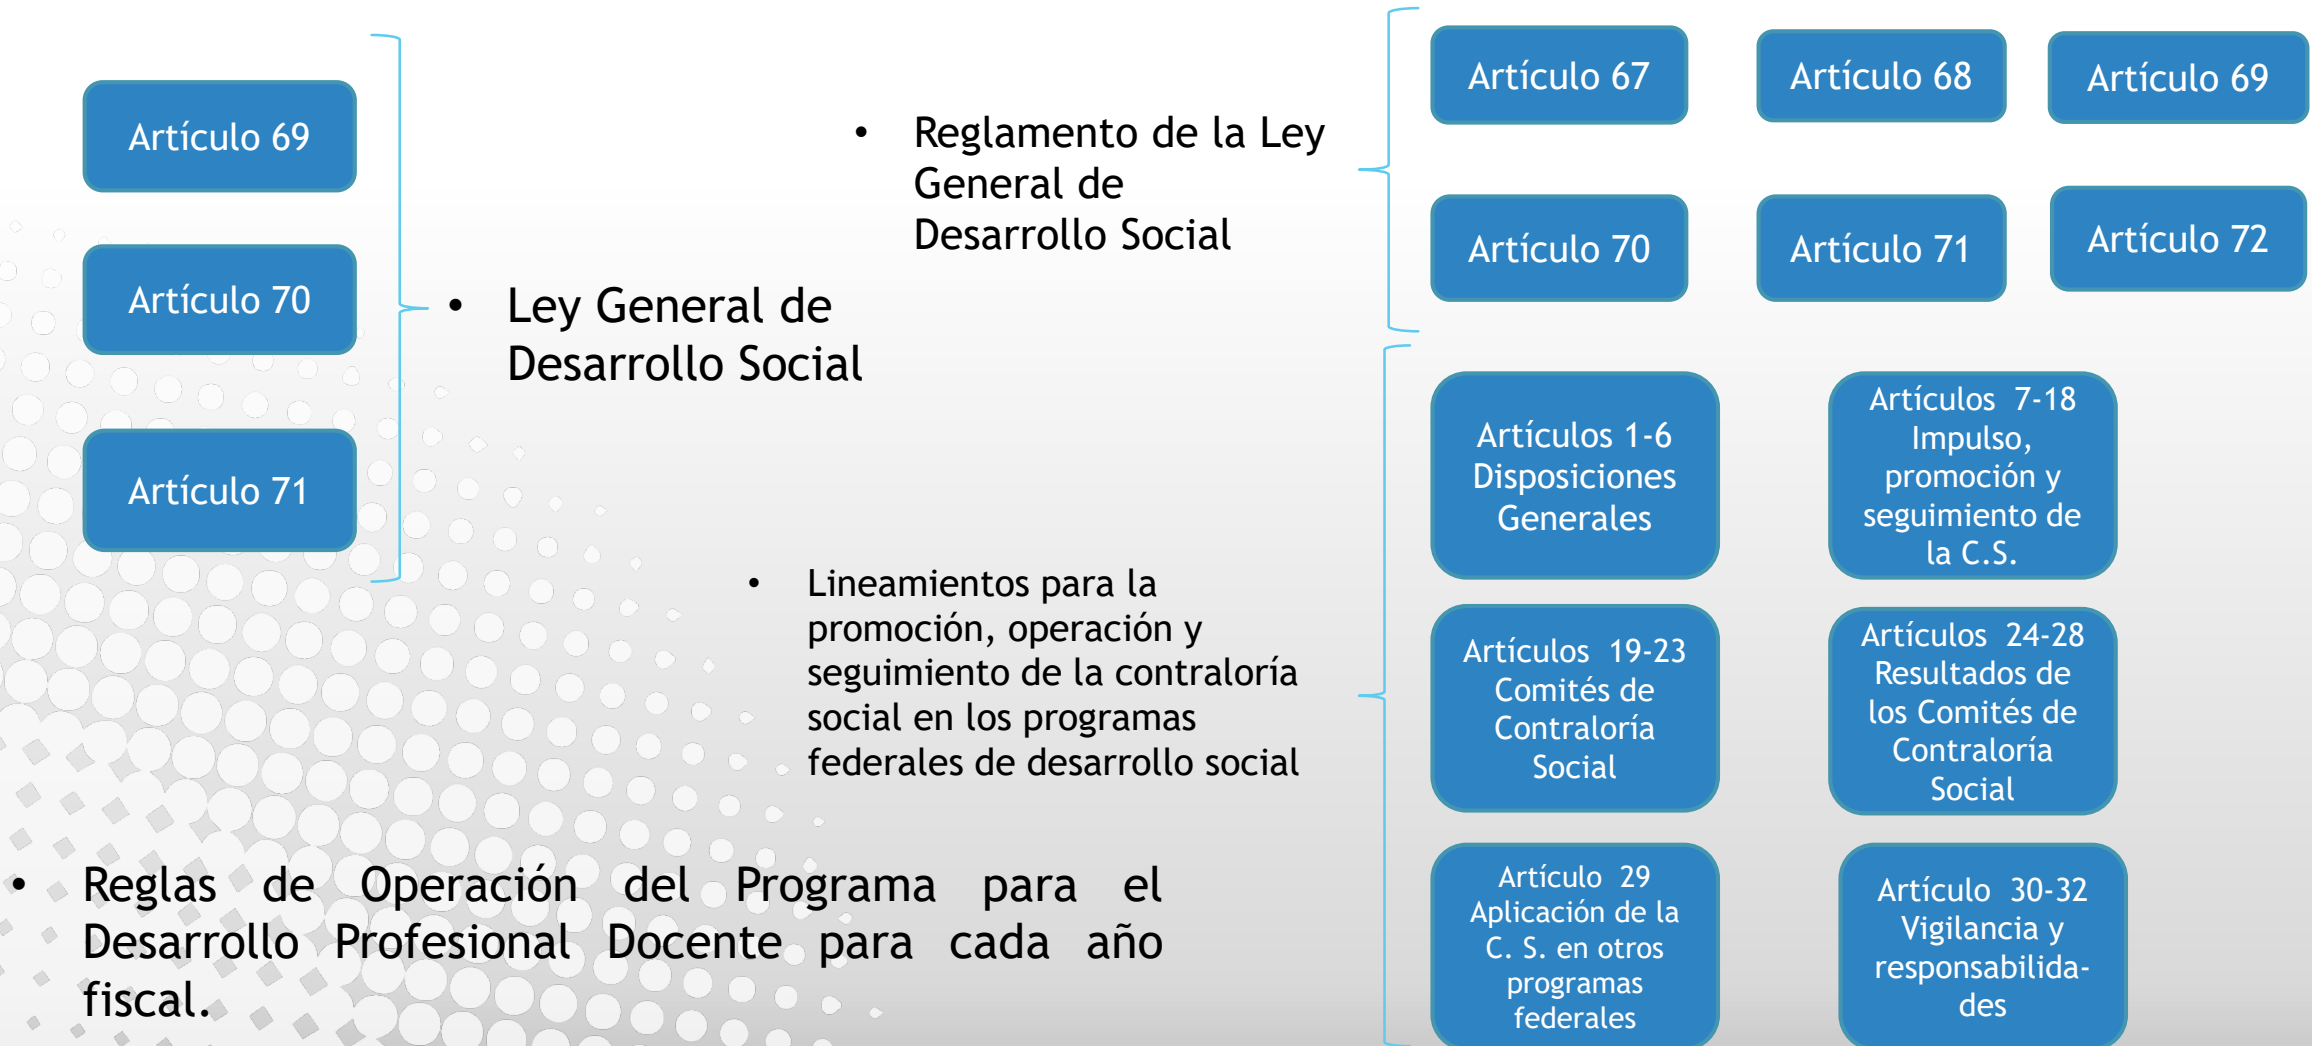 Artículo 69
Artículo 70
Artículo 71
• Ley General de
Desarrollo Social
• Reglamento de la Ley
General de
Desarrollo Social
Artículo 67
Artículo 68
Artículo 69
Artículo 70
Artículo 71
Artículo 72
• Lineamientos para la
promoción, operación y
seguimiento de la contraloría
social en los programas
federales de desarrollo social
Artículos 1-6
Disposiciones
Generales
Artículos 7-18
Impulso,
promoción y
seguimiento de
la C.S.
Artículos 19-23
Comités de
Contraloría
Social
Artículos 24-28
Resultados de
los Comités de
Contraloría
Social
Artículo 29
Aplicación de la
C. S. en otros
programas
federales
Artículo 30-32
Vigilancia y
responsabilida-
des
• Reglas de Operación del Programa para el
Desarrollo Profesional Docente para cada año
fiscal.